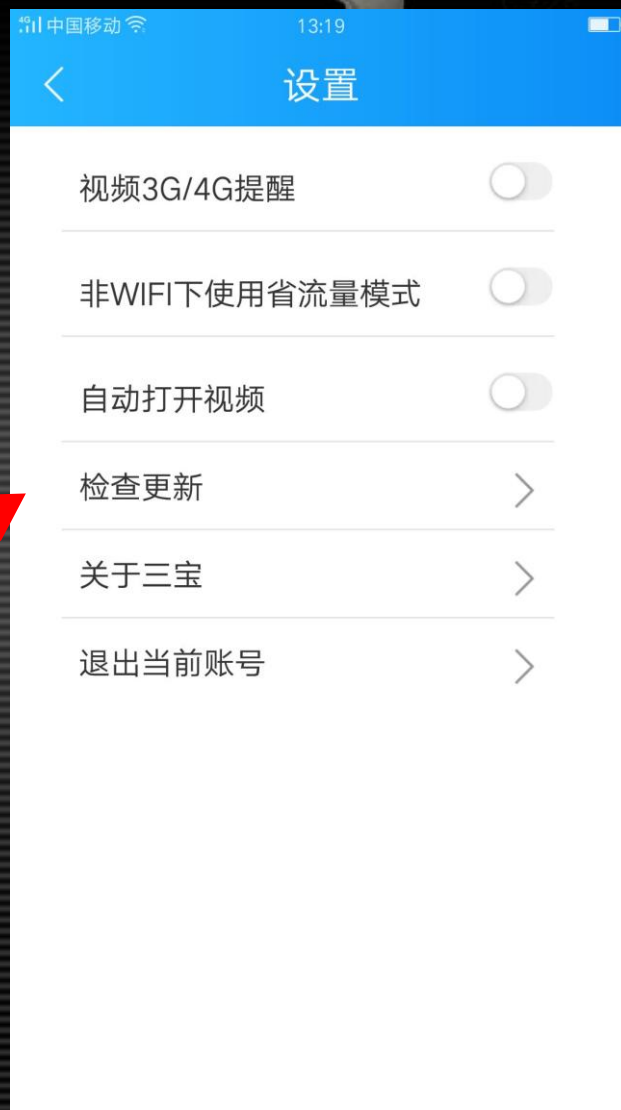 4G 中国移动 13:19
设置
视频3G/4G提醒
非WIFI下使用省流量模式
自动打开视频
检查更新
关于三宝
退出当前账号